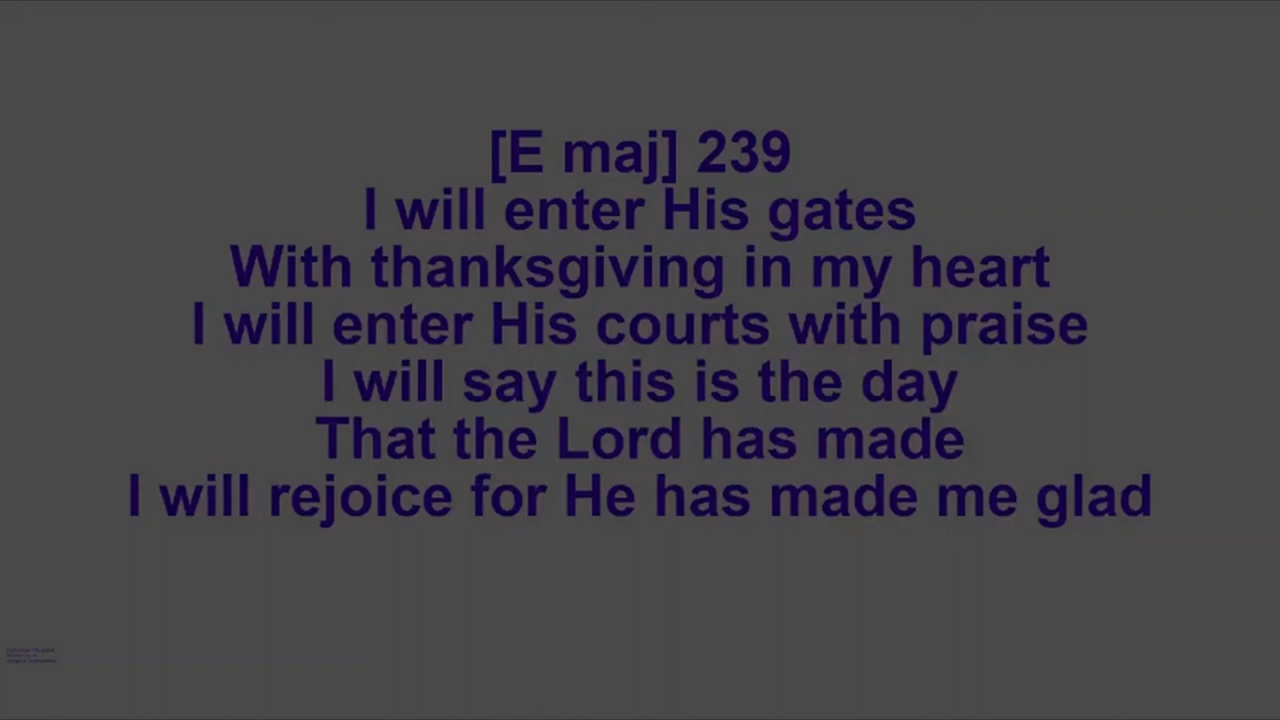 [E maj] 239
I will enter His gates
With thanksgiving in my heart
I will enter His courts with praise
I will say this is the day
That the Lord has made
I will rejoice for He has made me glad